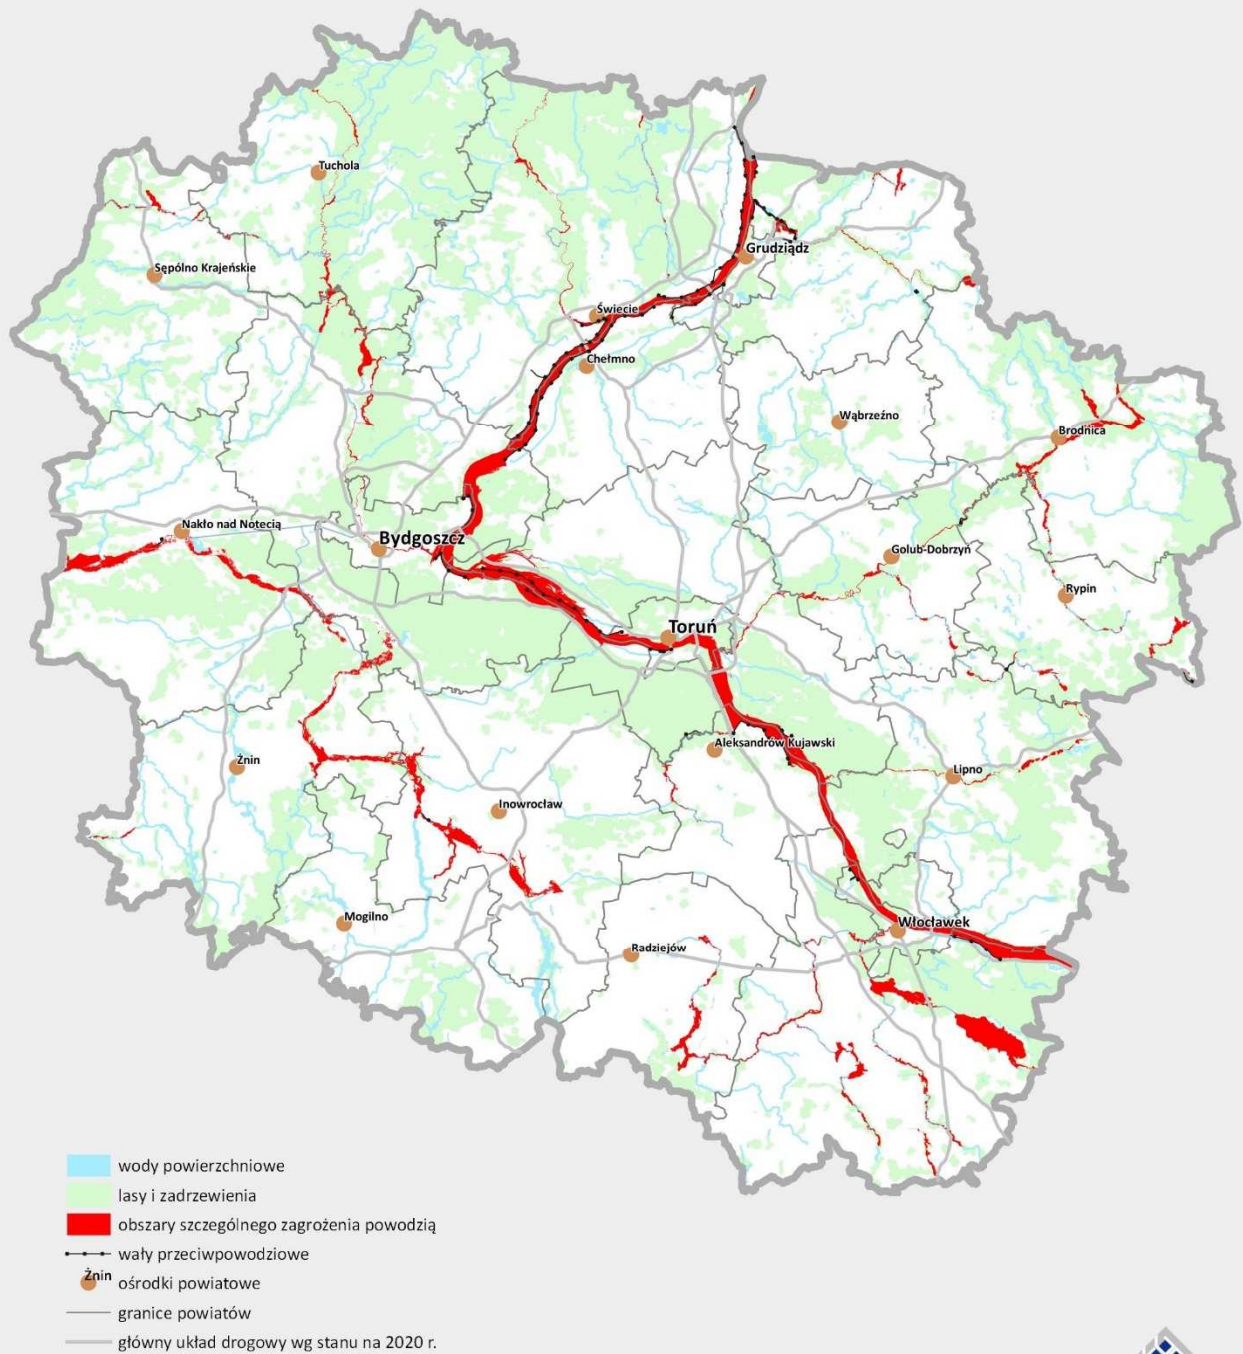 Tuchola
Sępólno Krajeńskie
Grudziądz
Świecie
Chełmno
Wąbrzeźno
Brodnica
Nakło nad Notecią
Bydgoszcz
Golub-Dobrzyń
Rypin
Toruń
Aleksandrów Kujawski
Żnin
Lipno
Inowrocław
Mogilno
Włocławek
Radziejów
wody powierzchniowe
lasy i zadrzewienia
obszary szczególnego zagrożenia powodzią
wały przeciwpowodziowe
Żnin ośrodki powiatowe
granice powiatów
główny układ drogowy wg stanu na 2020 r.